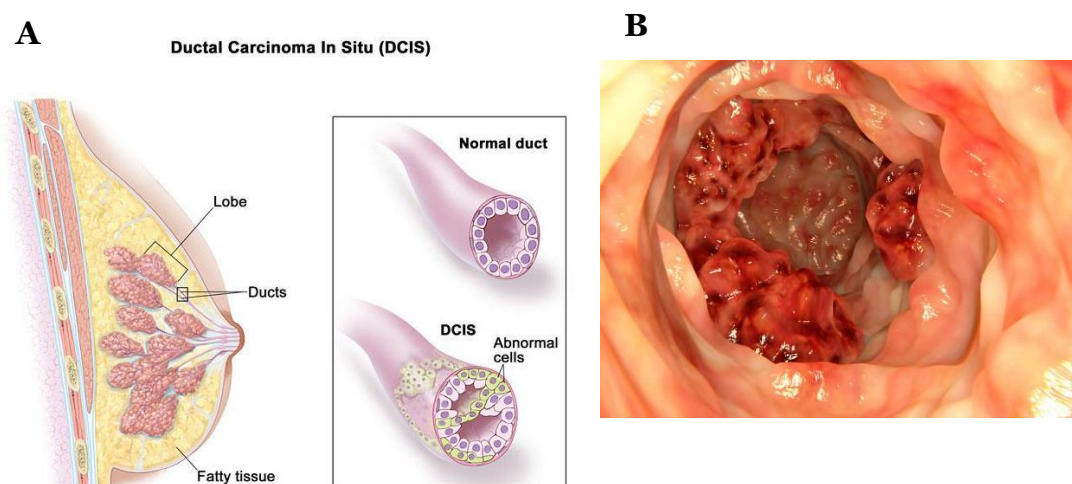 A
B
Ductal Carcinoma In Situ (DCIS)
Normal duct
Lobe
Ducts
DCIS
Abnormal
cells
Fatty tissue